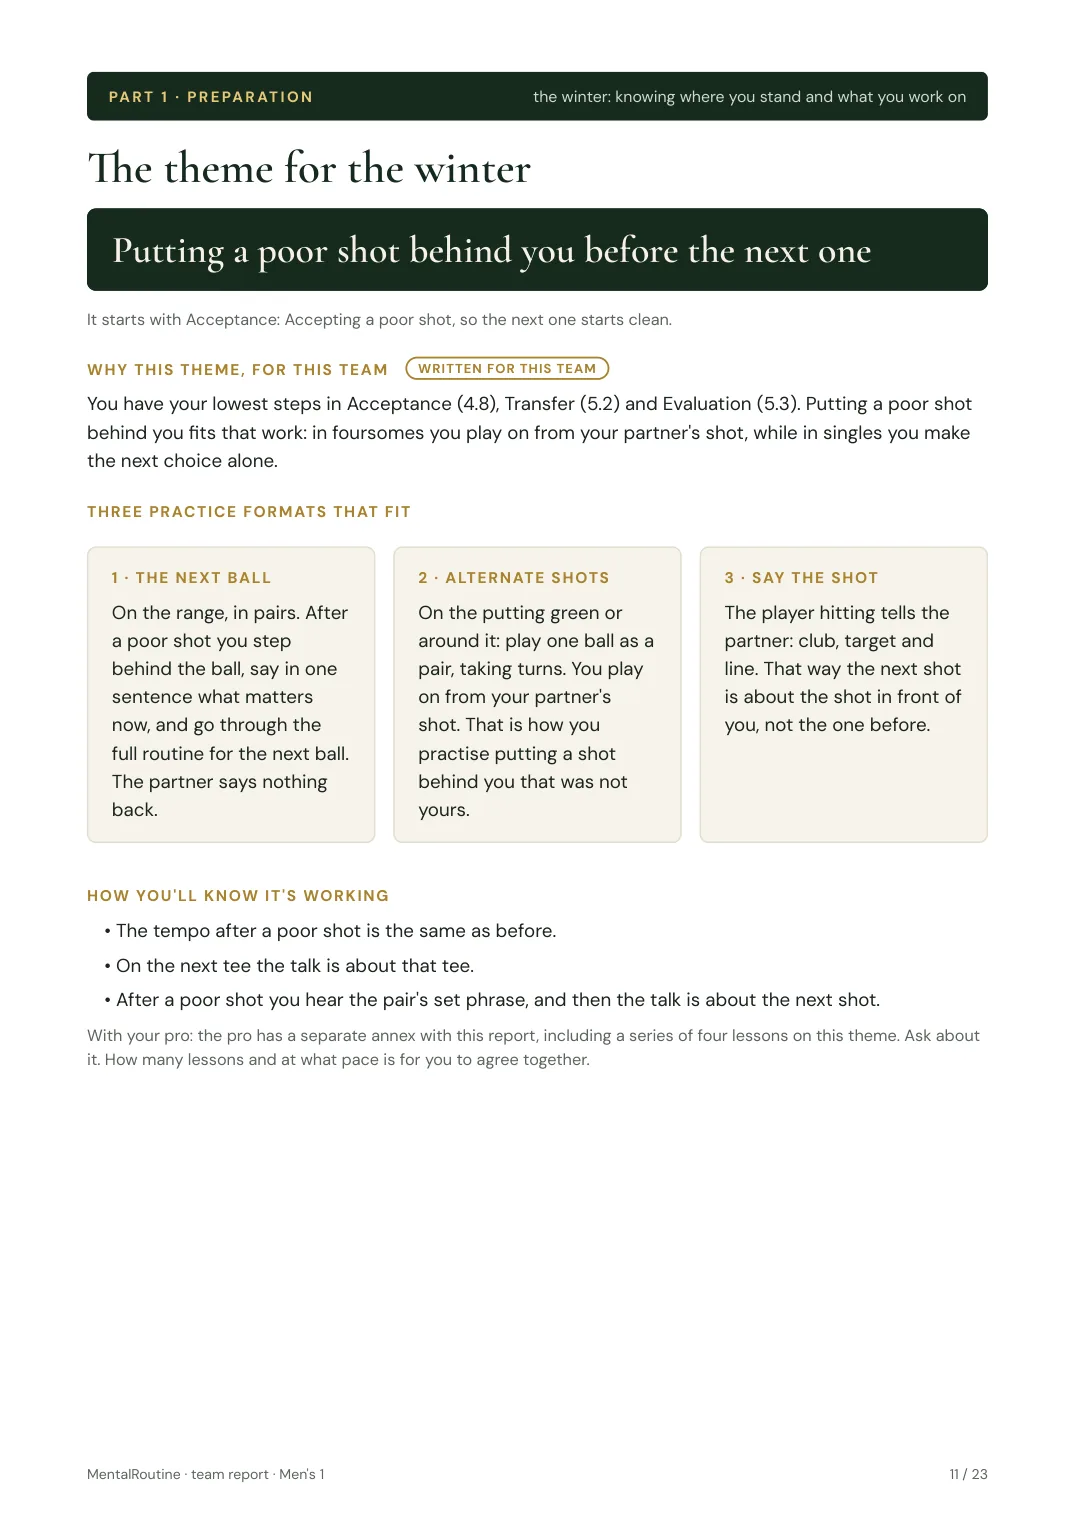 PART 1 · PREPARATION
the winter: knowing where you stand and what you work on
The theme for the winter
Putting a poor shot behind you before the next one
It starts with Acceptance: Accepting a poor shot, so the next one starts clean.
WHY THIS THEME, FOR THIS TEAM
WRITTEN FOR THIS TEAM
You have your lowest steps in Acceptance (4.8), Transfer (5.2) and Evaluation (5.3). Putting a poor shot
behind you fits that work: in foursomes you play on from your partner's shot, while in singles you make
the next choice alone.
THREE PRACTICE FORMATS THAT FIT
1 · THE NEXT BALL
On the range, in pairs. After
a poor shot you step
behind the ball, say in one
sentence what matters
now, and go through the
full routine for the next ball.
The partner says nothing
back.
2 · ALTERNATE SHOTS
On the putting green or
around it: play one ball as a
pair, taking turns. You play
on from your partner's
shot. That is how you
practise putting a shot
behind you that was not
yours.
3 · SAY THE SHOT
The player hitting tells the
partner: club, target and
line. That way the next shot
is about the shot in front of
you, not the one before.
HOW YOU'LL KNOW IT'S WORKING
• The tempo after a poor shot is the same as before.
• On the next tee the talk is about that tee.
• After a poor shot you hear the pair's set phrase, and then the talk is about the next shot.
With your pro: the pro has a separate annex with this report, including a series of four lessons on this theme. Ask about
it. How many lessons and at what pace is for you to agree together.
MentalRoutine · team report · Men's 1
11 / 23